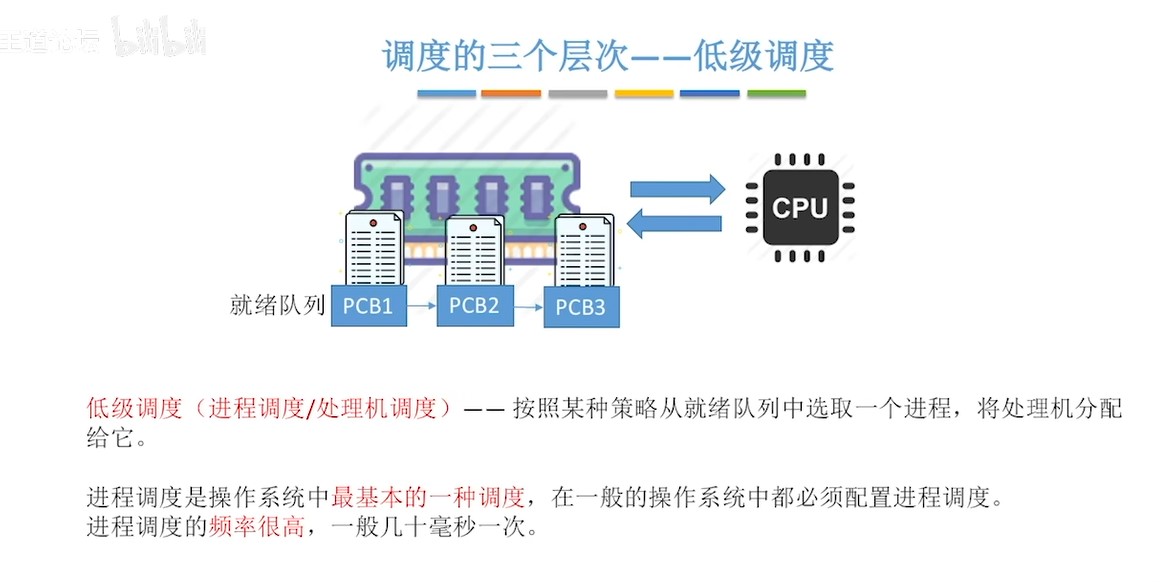 王道论坛 bilibili
调度的三个层次——低级调度
CPU
就绪队列 PCB1 PCB2 PCB3
低级调度（进程调度/处理机调度）—— 按照某种策略从就绪队列中选取一个进程，将处理机分配
给它。
进程调度是操作系统中最基本的一种调度，在一般的操作系统中都必须配置进程调度。
进程调度的频率很高，一般几十毫秒一次。